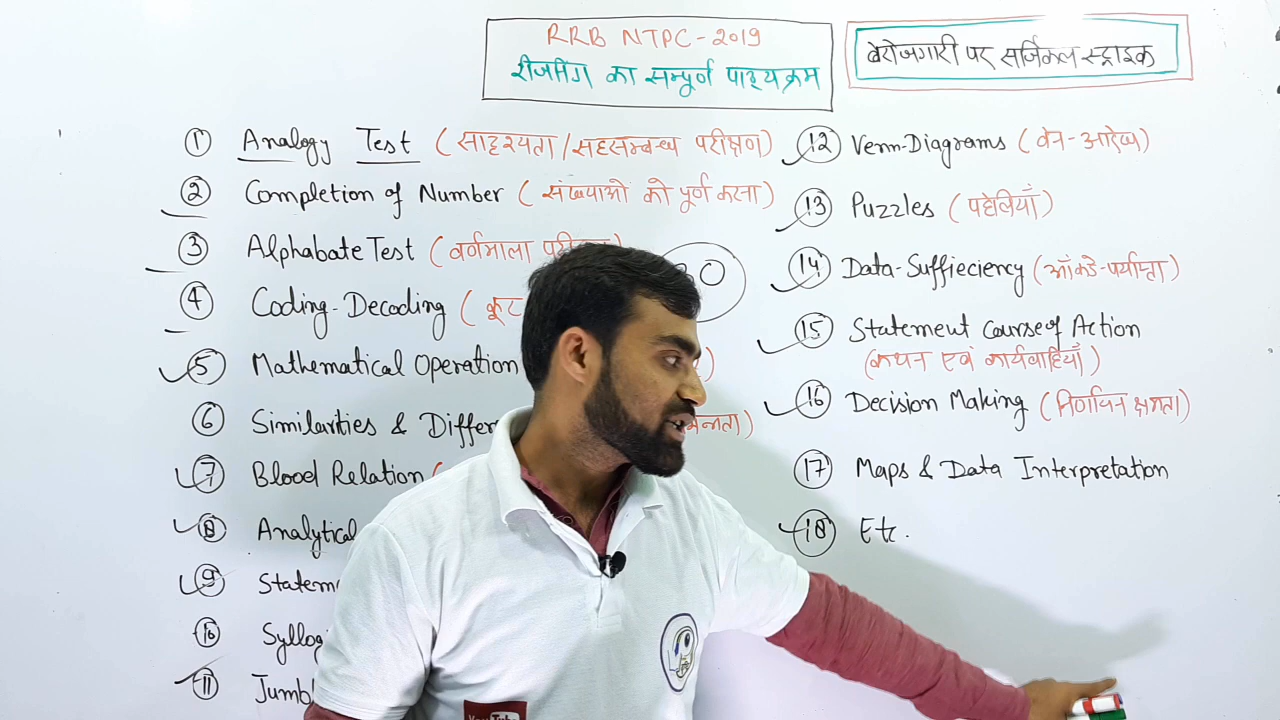 RRB NTPC-2019
रीजनिंग का सम्पूर्ण पाठ्यक्रम
बेरोजगारी पर सर्जिकल स्ट्राइक
① Analogy Test (सादृश्यता/सहसम्बन्ध परीक्षण)
② Completion of Number (संख्याओं को पूर्ण करना)
③ Alphabate Test (वर्णमाला
④ Coding-Decoding (कूट
⑤ Mathematical Operation
⑥ Similarities & Differ
⑦ Blood Relation (
⑧ Analytical
⑨ Statem
⑩ Syllog
⑪ Jumbl
⑫ Venn-Diagrams (वेन-आरेख)
⑬ Puzzles (पहेलियाँ)
⑭ Data-Suffieciency (आँकडे-पर्याप्ता)
⑮ Statement Course of Action
(कथन एवं कार्यवाहियाँ)
⑯ Decision Making (निर्णयन क्षमता)
⑰ Maps & Data Interpretation
⑱ Etc.
YouTube